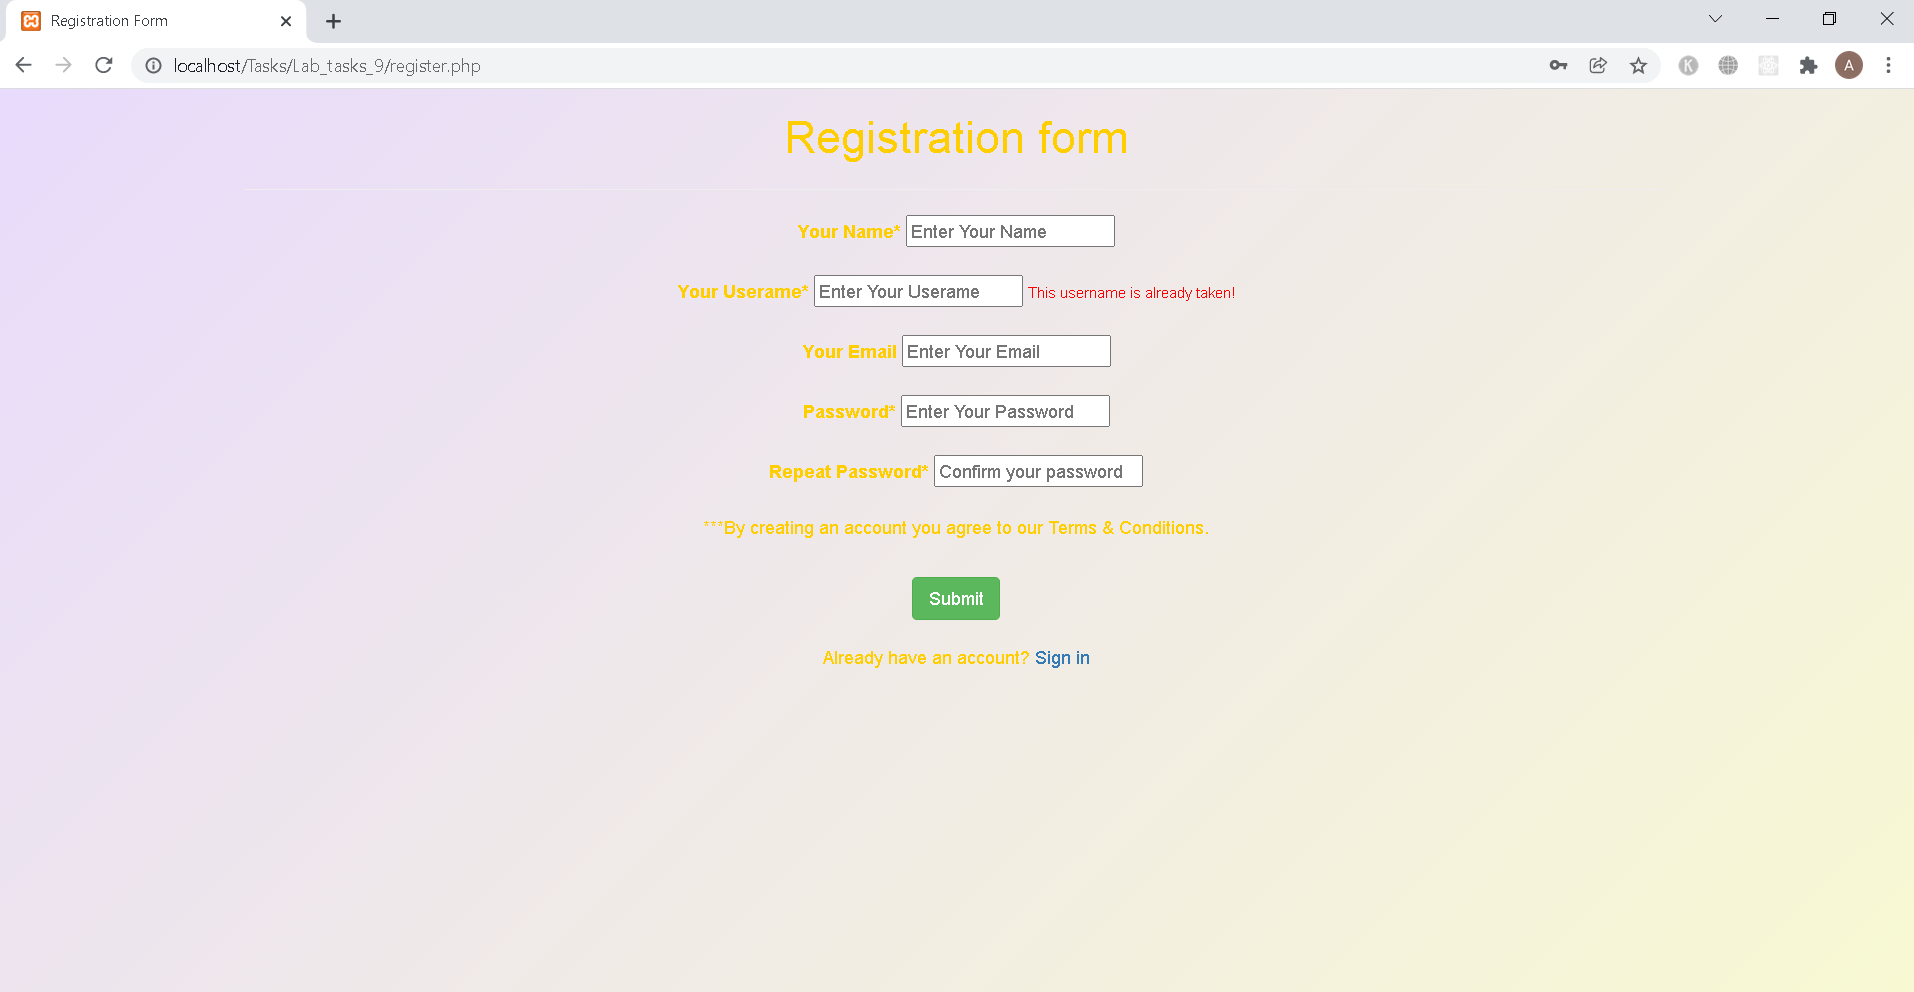 Registration Form
localhost/Tasks/Lab_tasks_9/register.php
K
A
Registration form
Your Name* Enter Your Name
Your Userame* Enter Your Userame This username is already taken!
Your Email Enter Your Email
Password* Enter Your Password
Repeat Password* Confirm your password
***By creating an account you agree to our Terms & Conditions.
Submit
Already have an account? Sign in